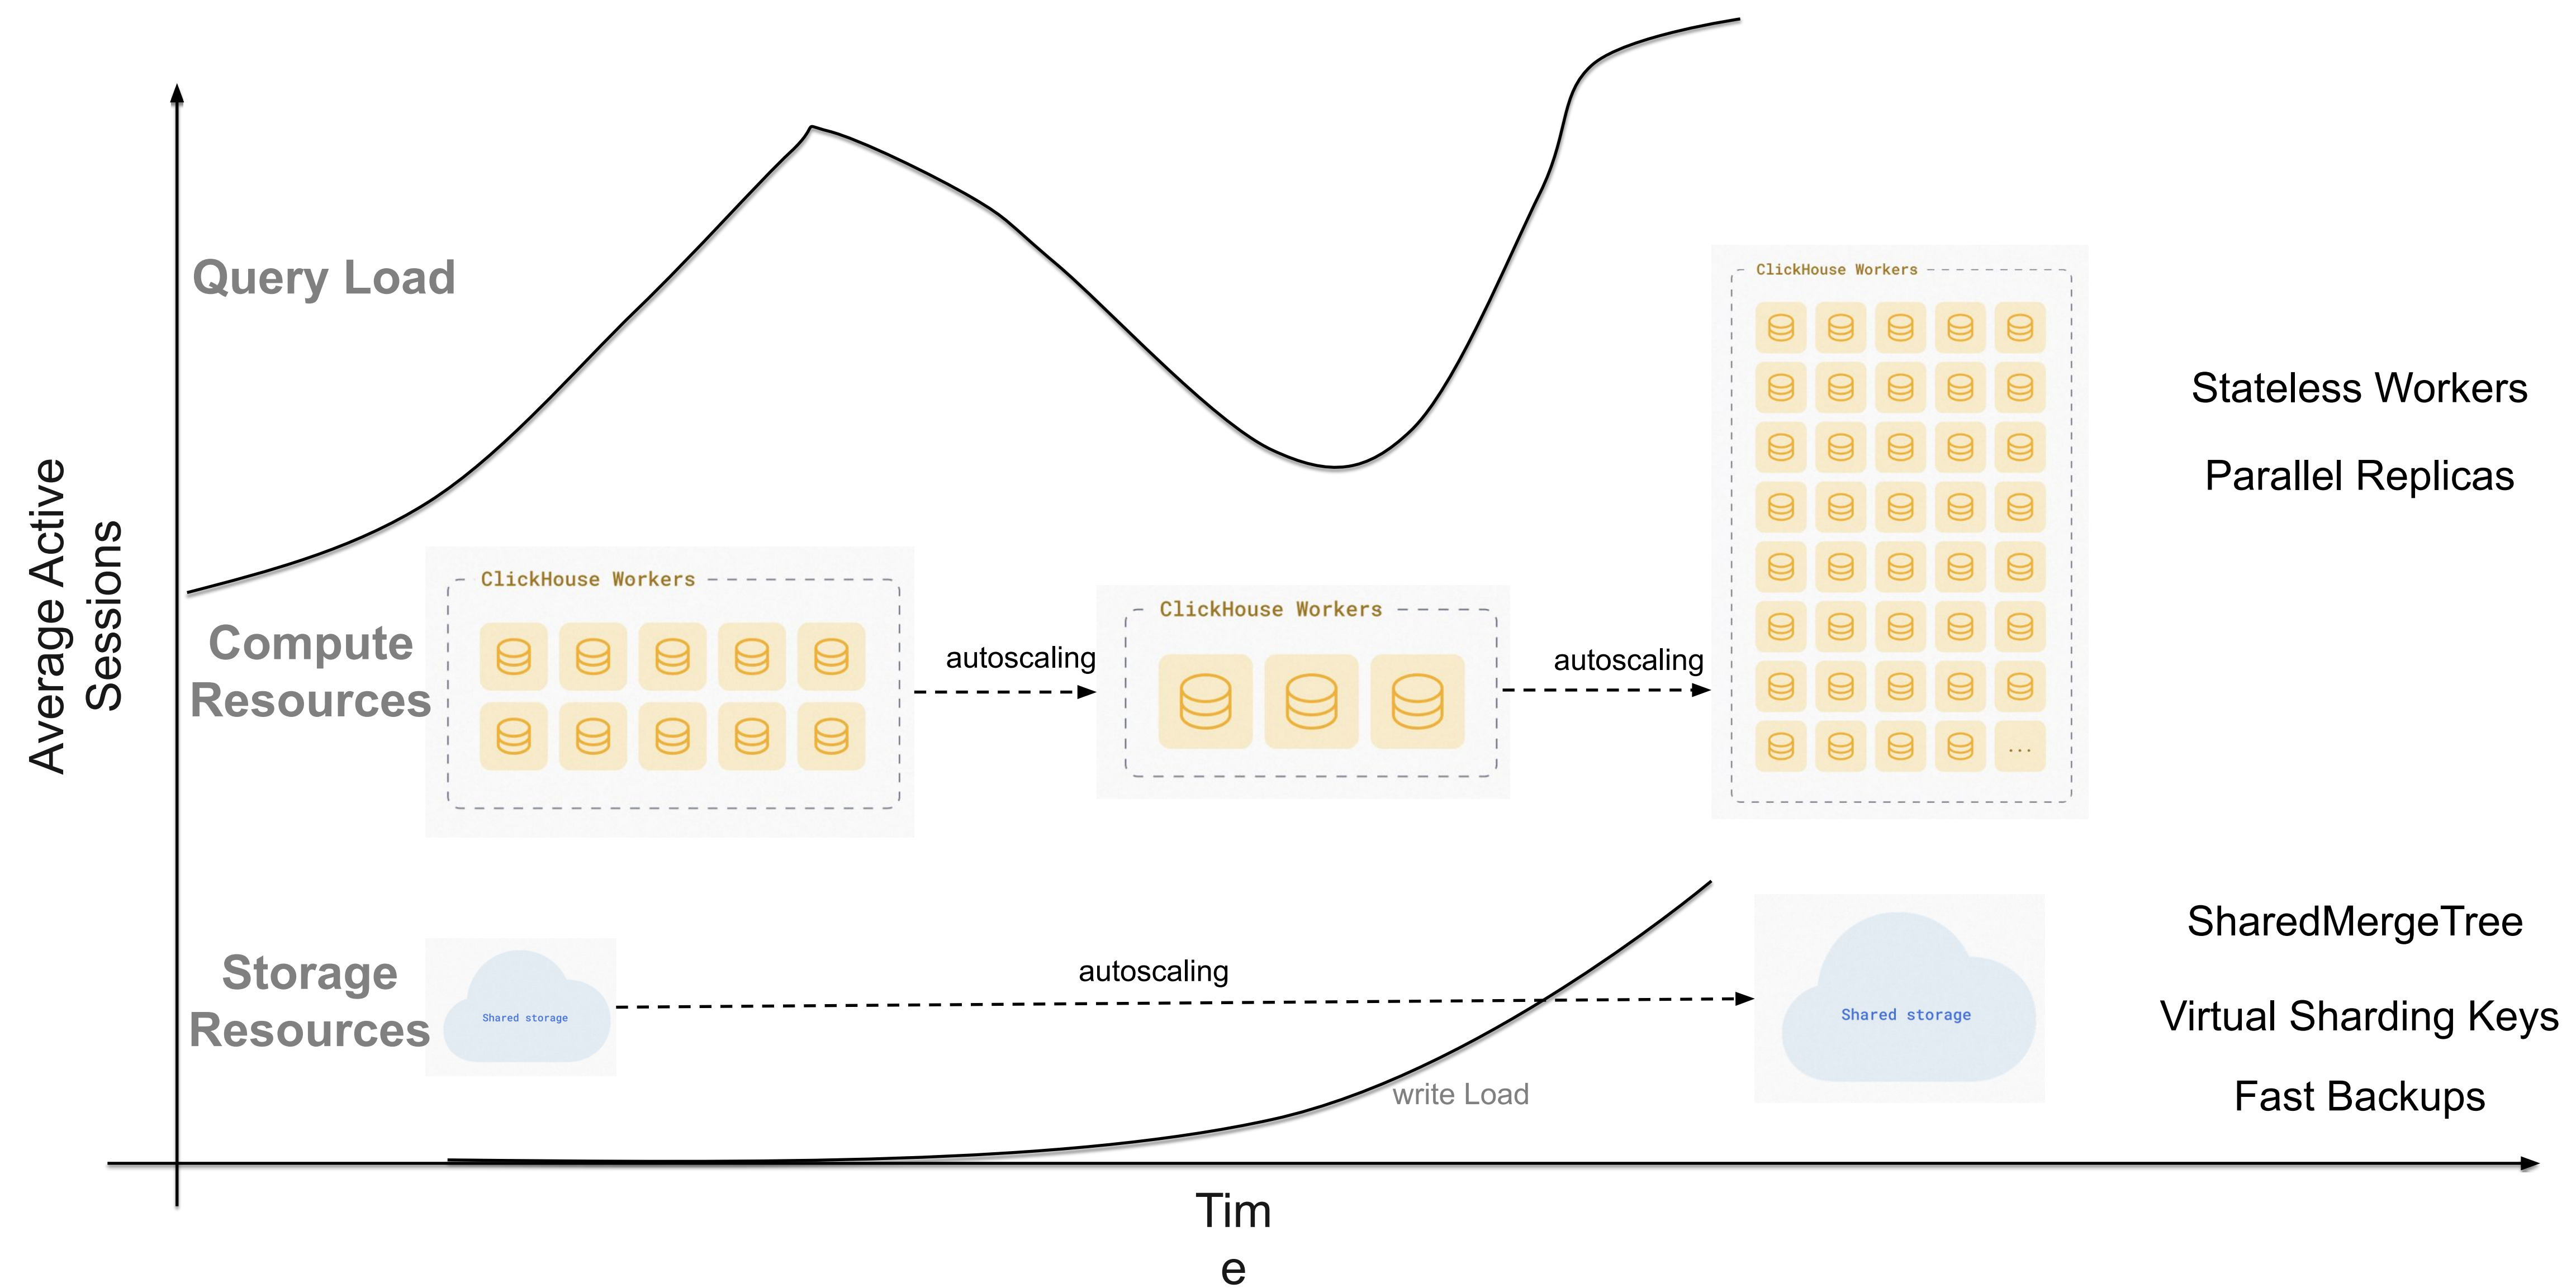 Query Load
ClickHouse Workers
Stateless Workers
Parallel Replicas
Average Active
Sessions
Compute
Resources
ClickHouse Workers
autoscaling
ClickHouse Workers
autoscaling
...
Storage
Resources
Shared storage
autoscaling
write Load
Shared storage
SharedMergeTree
Virtual Sharding Keys
Fast Backups
Tim
e